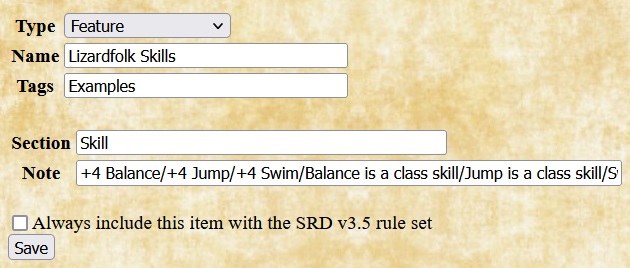 Type Feature
Name Lizardfolk Skills
Tags Examples
Section Skill
Note +4 Balance/+4 Jump/+4 Swim/Balance is a class skill/Jump is a class skill/S
Always include this item with the SRD v3.5 rule set
Save